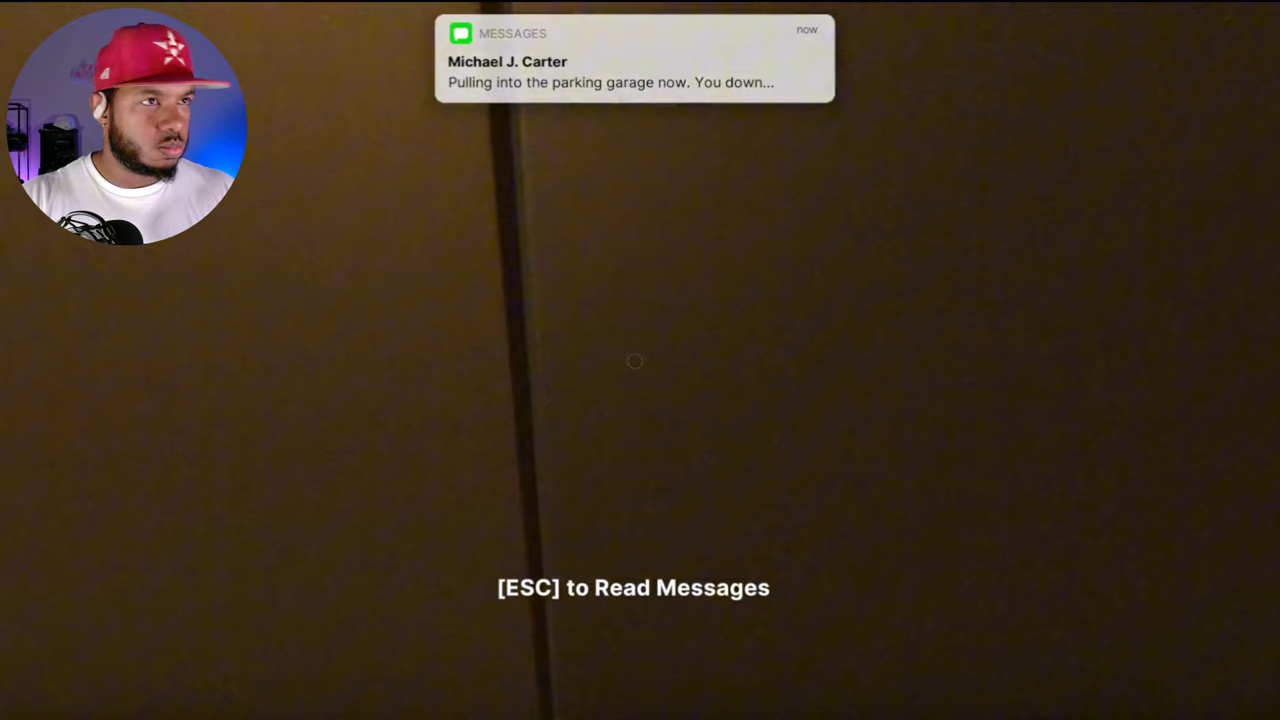 MESSAGES
now
Michael J. Carter
Pulling into the parking garage now. You down...
[ESC] to Read Messages